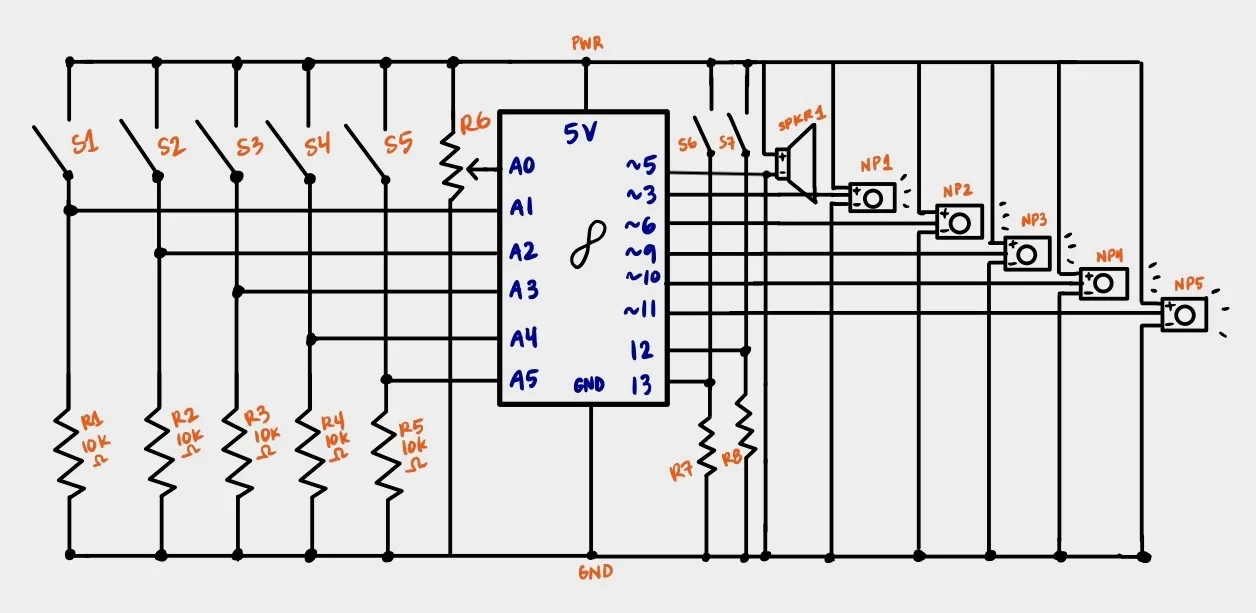 PWR
S1
S2
S3
S4
S5
R6
5V
S6
S7
SPKR1
A0
~5
NP1
A1
~3
NP2
~6
NP3
A2
~9
NP4
A3
~10
NP5
~11
A4
12
A5
GND
13
R1
10K
Ω
R2
10K
Ω
R3
10K
Ω
R4
10K
Ω
R5
10K
Ω
R7
R8
GND
+
-
+
-
+
-
+
-
+
-
+
-